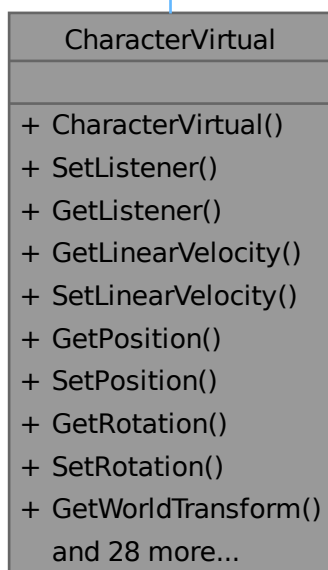 CharacterVirtual
+ CharacterVirtual()
+ SetListener()
+ GetListener()
+ GetLinearVelocity()
+ SetLinearVelocity()
+ GetPosition()
+ SetPosition()
+ GetRotation()
+ SetRotation()
+ GetWorldTransform()
and 28 more...